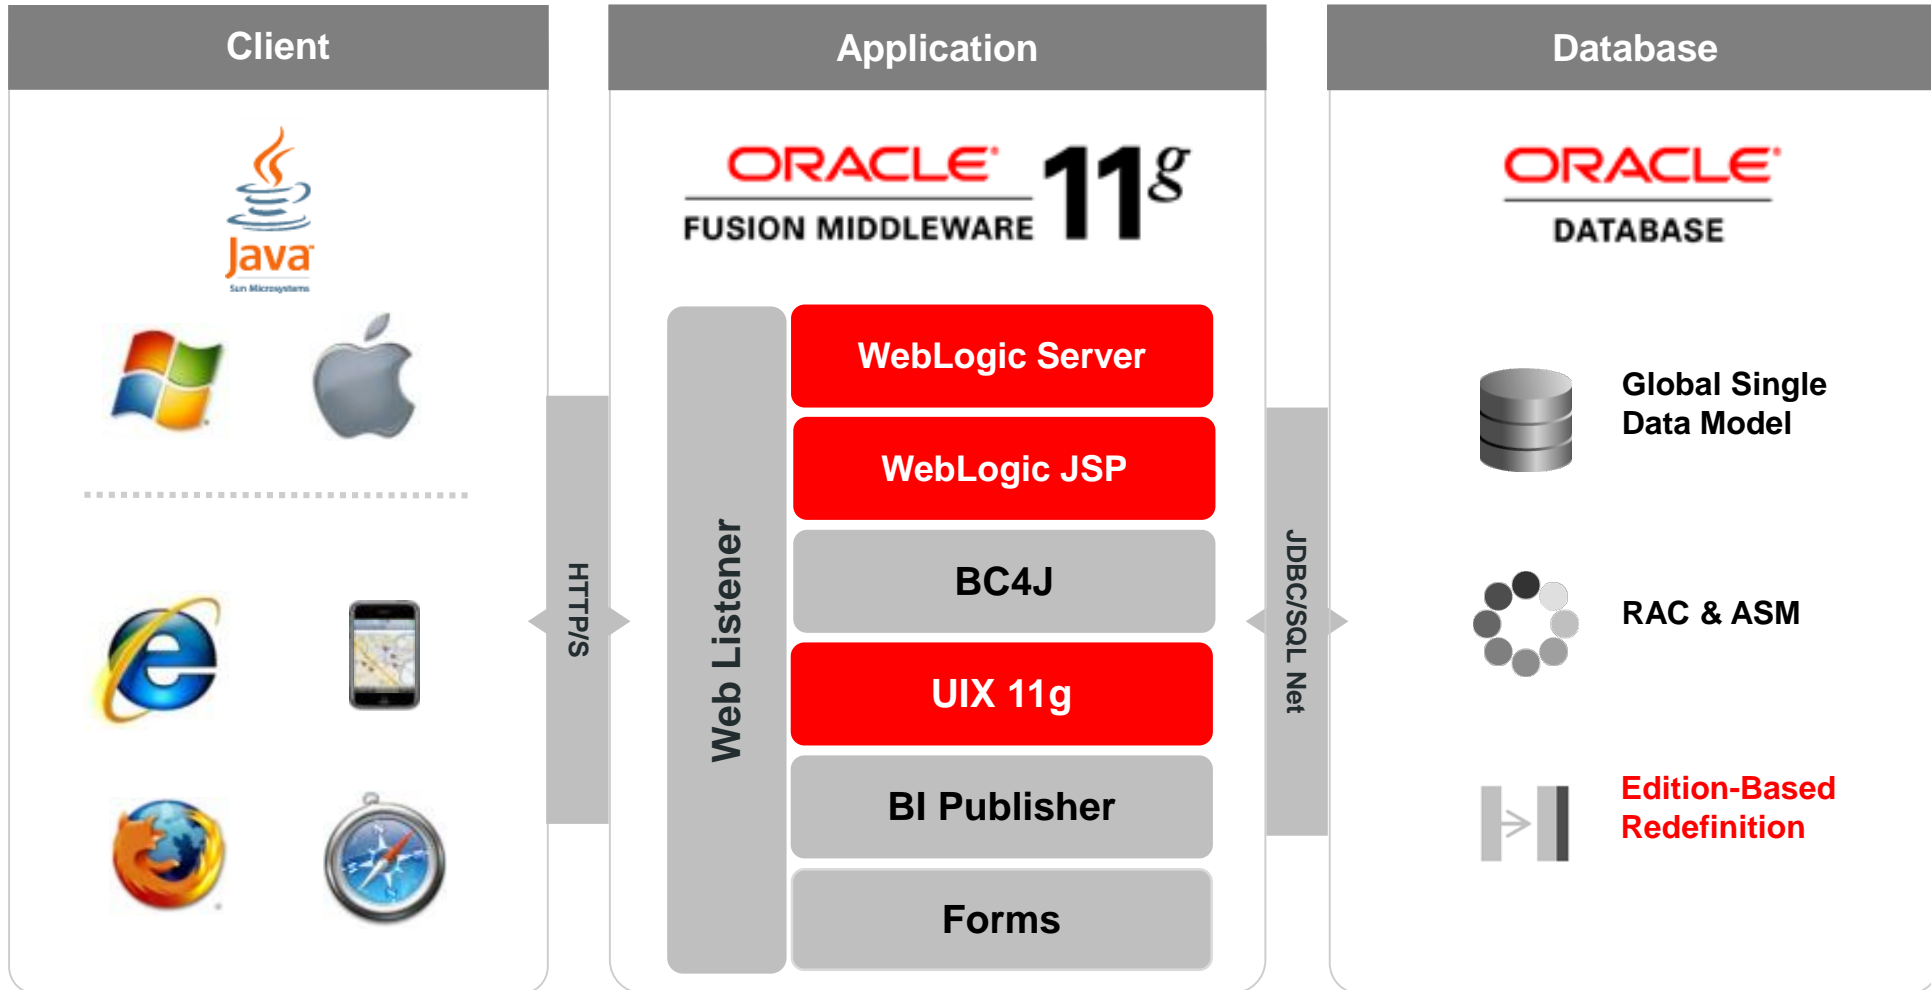 Client
Application
Database
Java
Sun Microsystems
ORACLE
FUSION MIDDLEWARE
11g
ORACLE
DATABASE
HTTP/S
Web Listener
WebLogic Server
WebLogic JSP
BC4J
UIX 11g
BI Publisher
Forms
JDBC/SQL Net
Global Single
Data Model
RAC & ASM
Edition-Based
Redefinition